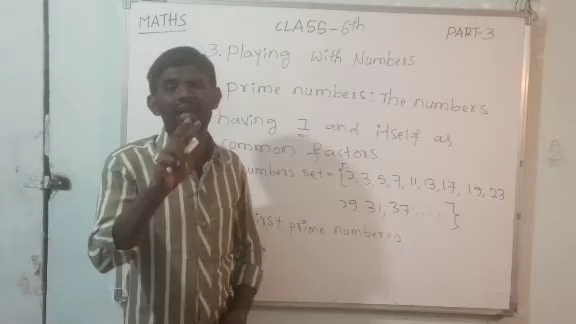 MATHS CLASS-6th PART-3
3. Playing With Numbers
prime numbers: The numbers
having 1 and itself as
common factors
numbers set = {2, 3, 5, 7, 11, 13, 17, 19, 23
29, 31, 37 .... }
first prime number = 2